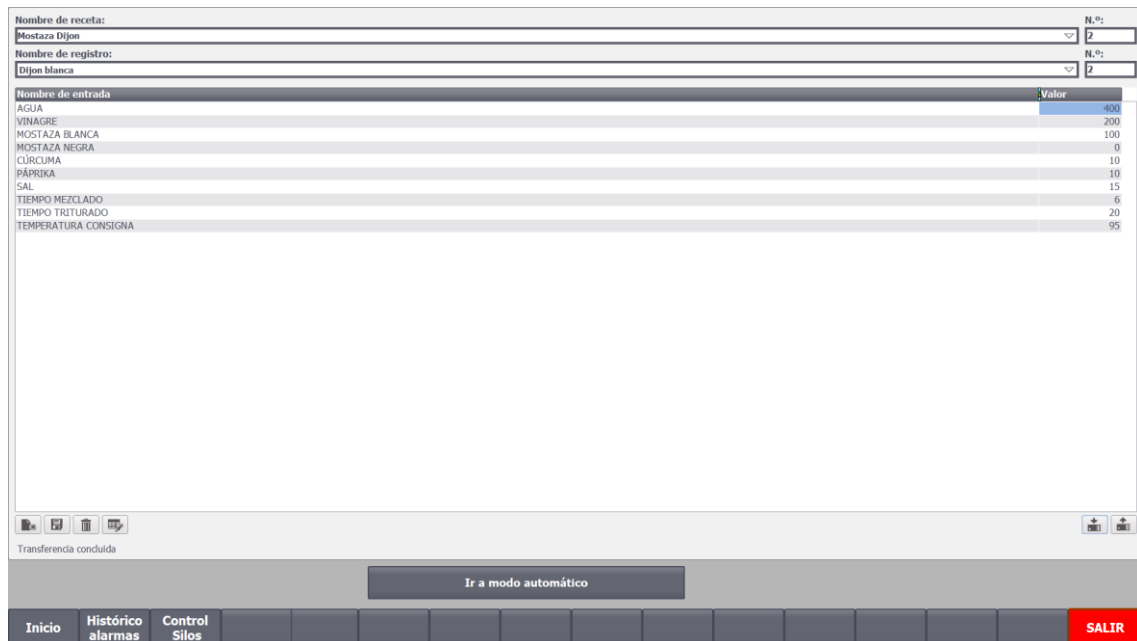 Nombre de receta: N.º:
Mostaza Dijon 2
Nombre de registro: N.º:
Dijon blanca 2
Nombre de entrada Valor
AGUA 400
VINAGRE 200
MOSTAZA BLANCA 100
MOSTAZA NEGRA 0
CÚRCUMA 10
PÁPRIKA 10
SAL 15
TIEMPO MEZCLADO 6
TIEMPO TRITURADO 20
TEMPERATURA CONSIGNA 95
Transferencia concluida
Ir a modo automático
Inicio Histórico alarmas Control Silos SALIR